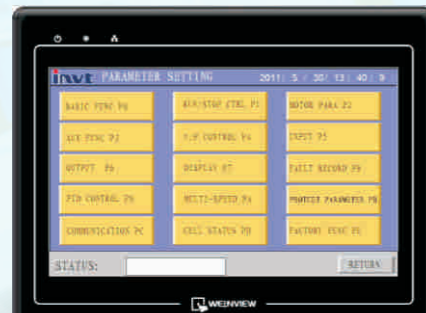 invt PARAMETER SETTING 2011/ 5 / 30/ 13: 40: 9
BASIC FUNC P0 RUN/STOP CTRL P1 MOTOR PARA P2
AUX FUNC P3 V/F CONTROL P4 INPUT P5
OUTPUT P6 DISPLAY P7 FAULT RECORD P8
PID CONTROL P9 MULTI-SPEED PA PROTECT PARAMETER PB
COMMUNICATION PC CELL STATUS PD FACTORY FUNC PE
STATUS: RETURN
WEINVIEW